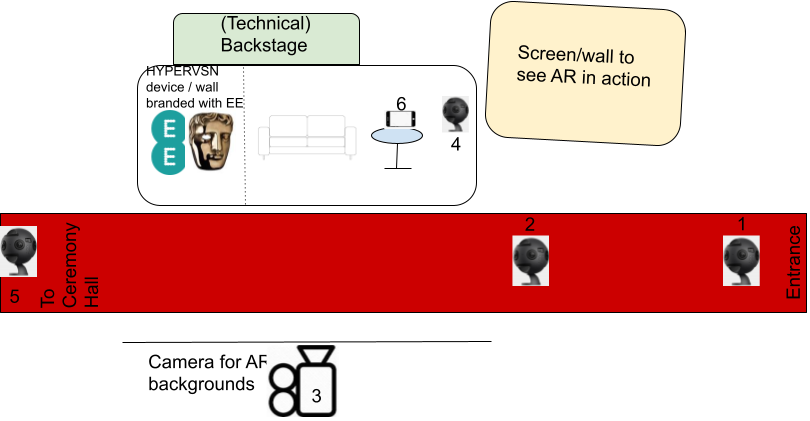 (Technical)
Backstage
Screen/wall to
see AR in action
HYPERVSN
device / wall
branded with EE
E
E
6
4
2
1
Entrance
5
To
Ceremony
Hall
Camera for AR
backgrounds
3